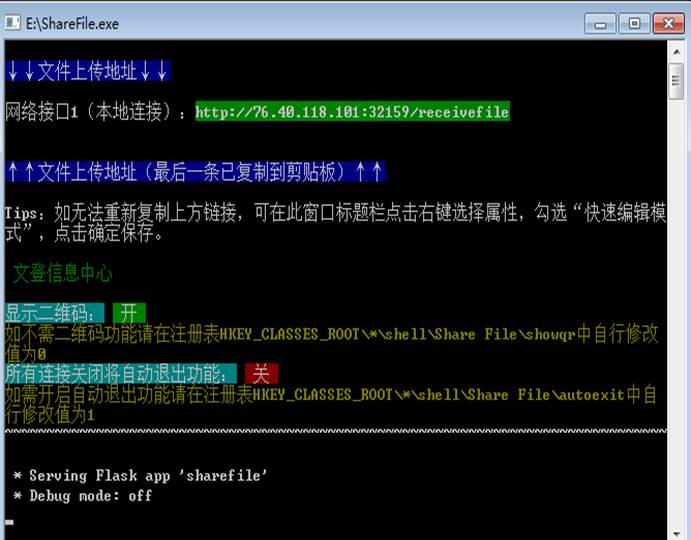 E:\ShareFile.exe
↓↓文件上传地址↓↓
网络接口1（本地连接）：http://76.40.118.101:32159/receivefile
↑↑文件上传地址（最后一条已复制到剪贴板）↑↑
Tips：如无法重新复制上方链接，可在此窗口标题栏点击右键选择属性，勾选“快速编辑模
式”，点击确定保存。
文登信息中心
显示二维码： 开
如不需二维码功能请在注册表HKEY_CLASSES_ROOT\*\shell\Share File\showqr中自行修改
值为0
所有连接关闭将自动退出功能： 关
如需开启自动退出功能请在注册表HKEY_CLASSES_ROOT\*\shell\Share File\autoexit中自
行修改值为1
~~~~~~~~~~~~~~~~~~~~~~~~~~~~~~~~~~~~~~~~~~~~~~~~~~~~~~~~~~~~~~~~~~~~~~~~~~~~~~~~
* Serving Flask app 'sharefile'
* Debug mode: off